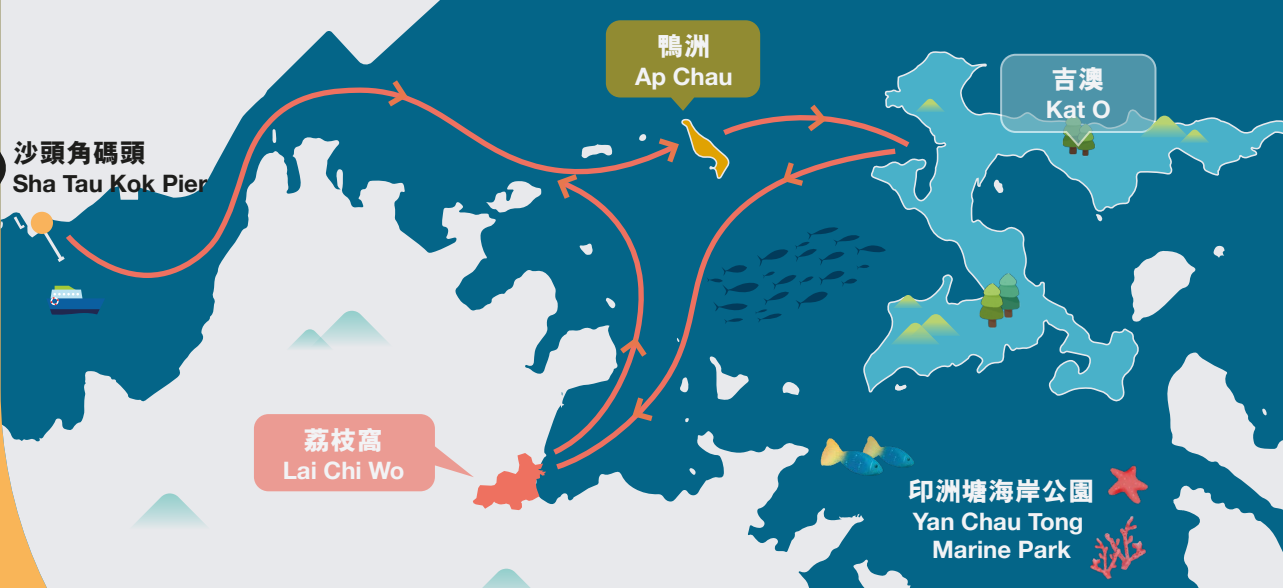 沙頭角碼頭
Sha Tau Kok Pier
鴨洲
Ap Chau
吉澳
Kat O
荔枝窩
Lai Chi Wo
印洲塘海岸公園
Yan Chau Tong
Marine Park